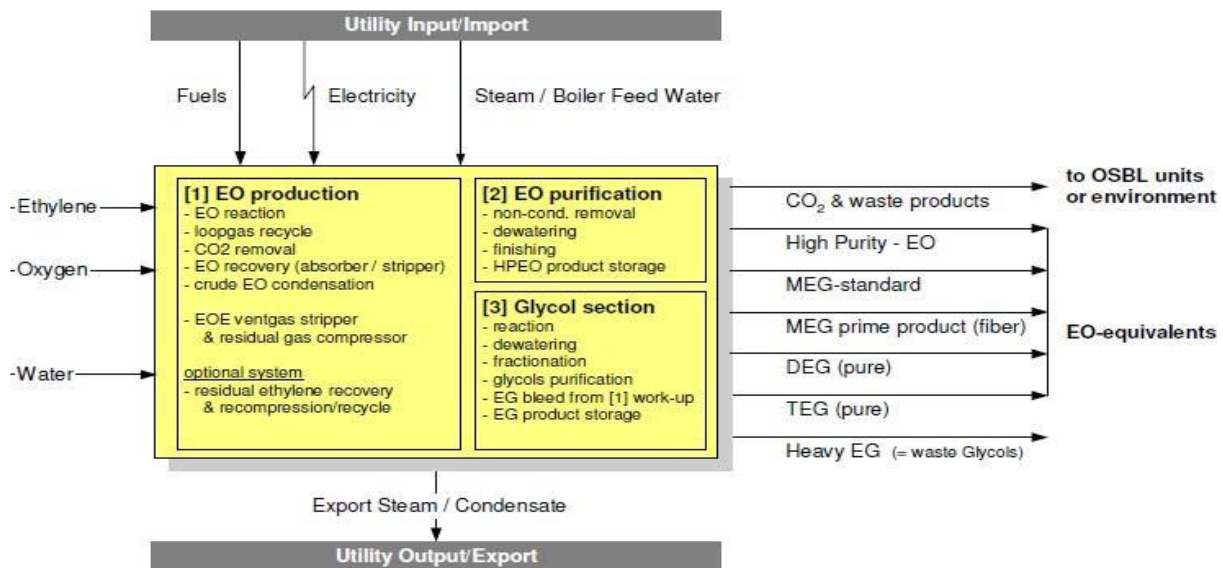 Utility Input/Import
Fuels
Electricity
Steam / Boiler Feed Water
-Ethylene
-Oxygen
-Water
[1] EO production
- EO reaction
- loopgas recycle
- CO2 removal
- EO recovery (absorber / stripper)
- crude EO condensation
- EOE ventgas stripper
& residual gas compressor
optional system
- residual ethylene recovery
& recompression/recycle
[2] EO purification
- non-cond. removal
- dewatering
- finishing
- HPEO product storage
[3] Glycol section
- reaction
- dewatering
- fractionation
- glycols purification
- EG bleed from [1] work-up
- EG product storage
CO₂ & waste products
High Purity - EO
MEG-standard
MEG prime product (fiber)
DEG (pure)
TEG (pure)
Heavy EG (= waste Glycols)
to OSBL units
or environment
EO-equivalents
Export Steam / Condensate
Utility Output/Export